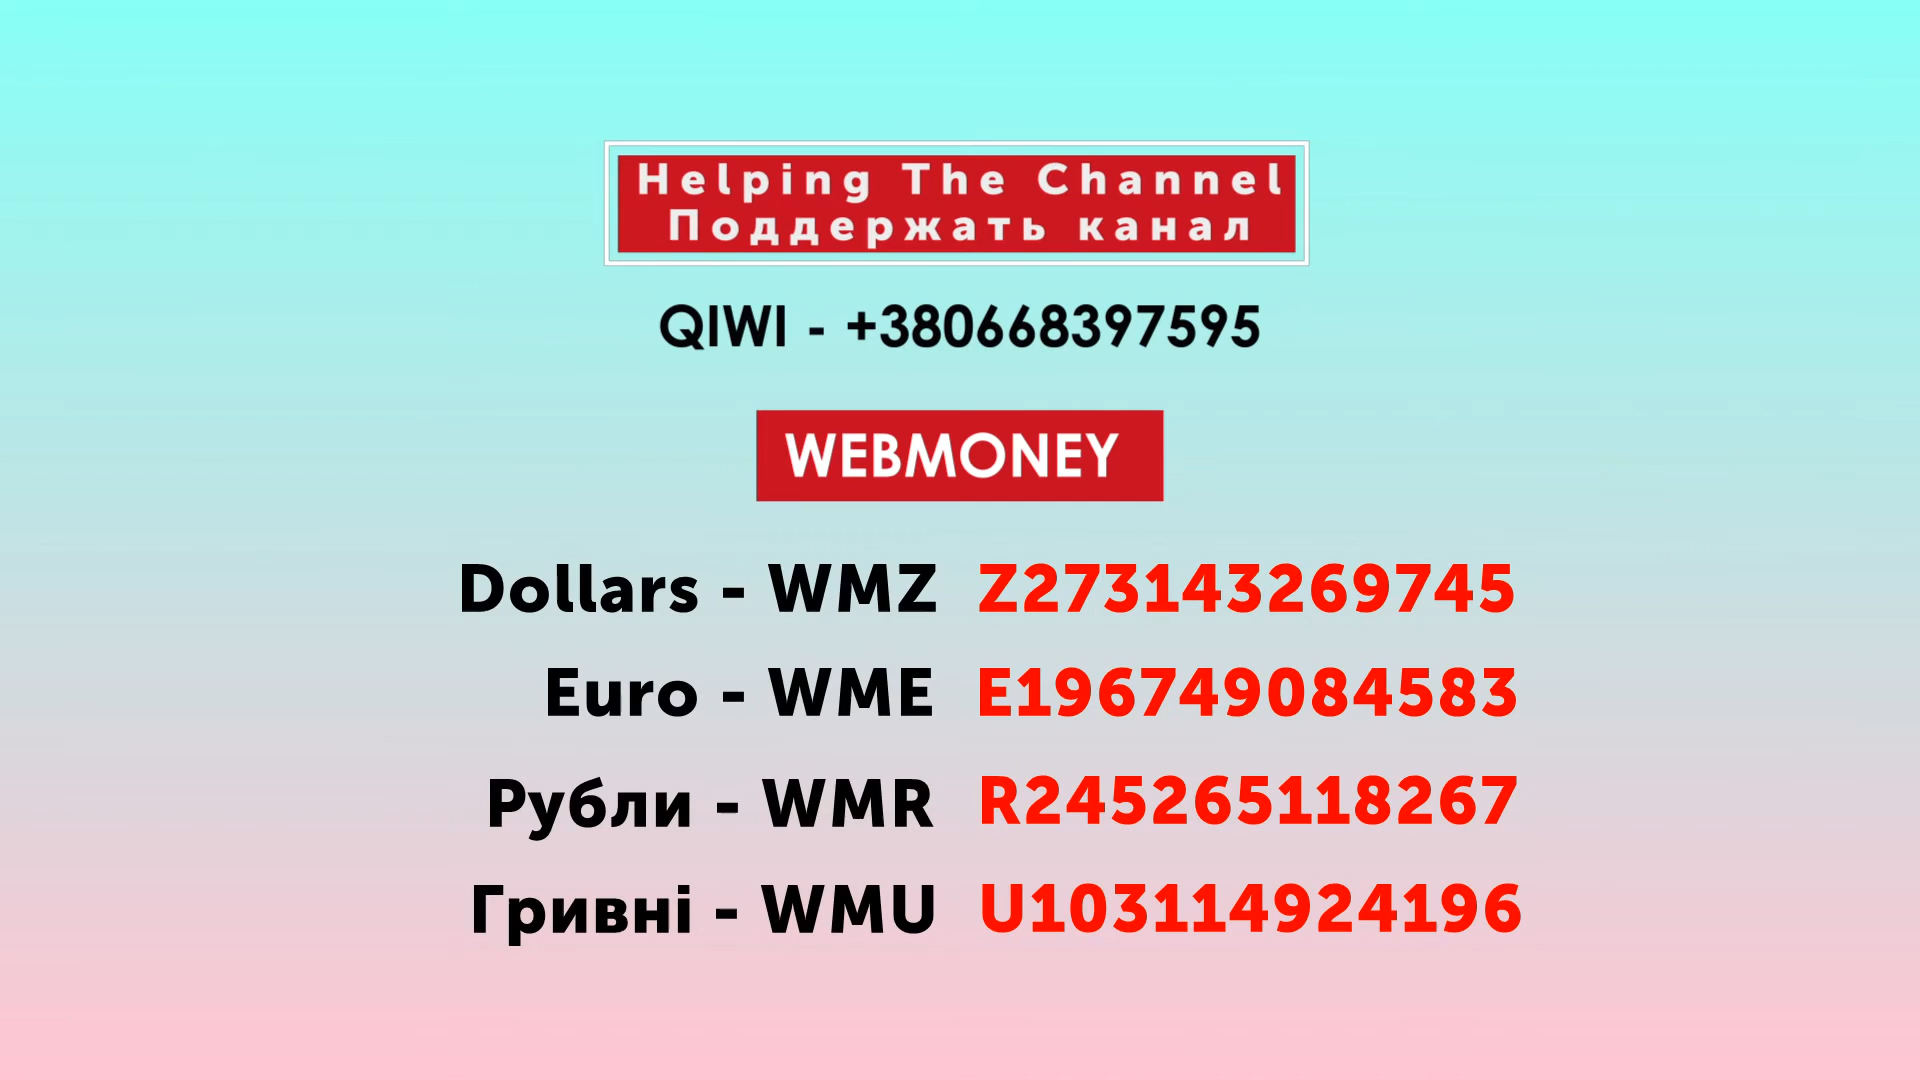 Helping The Channel
Поддержать канал
QIWI - +380668397595
WEBMONEY
Dollars - WMZ Z273143269745
Euro - WME E196749084583
Рубли - WMR R245265118267
Гривні - WMU U103114924196